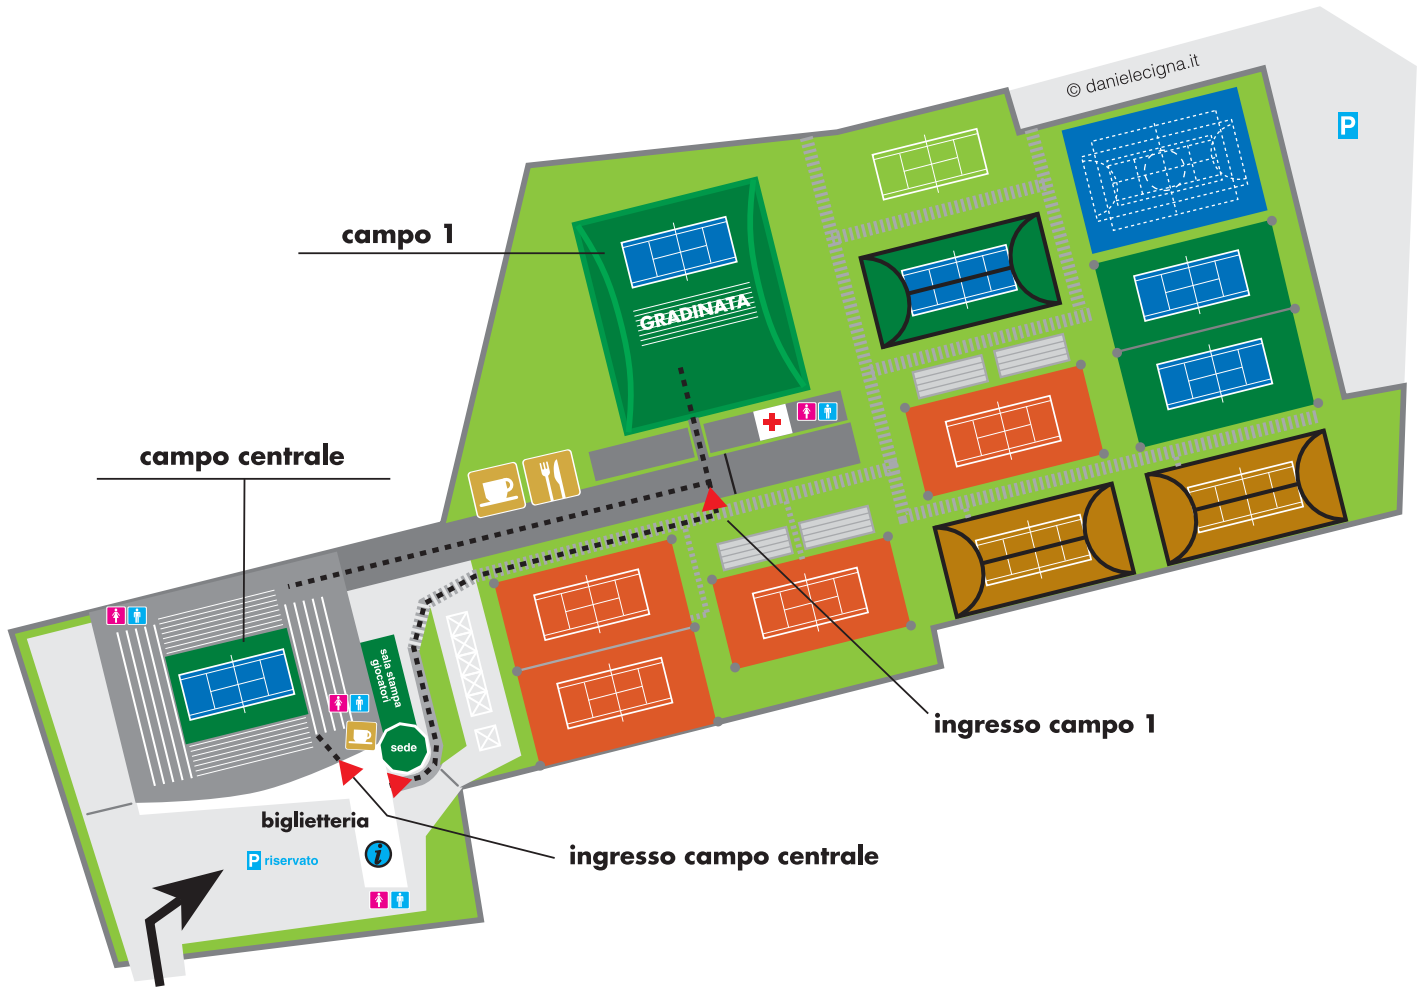 © danielecigna.it
P
campo 1
GRADINATA
campo centrale
sala stampa
giocatori
sede
ingresso campo 1
biglietteria
i
P riservato
ingresso campo centrale